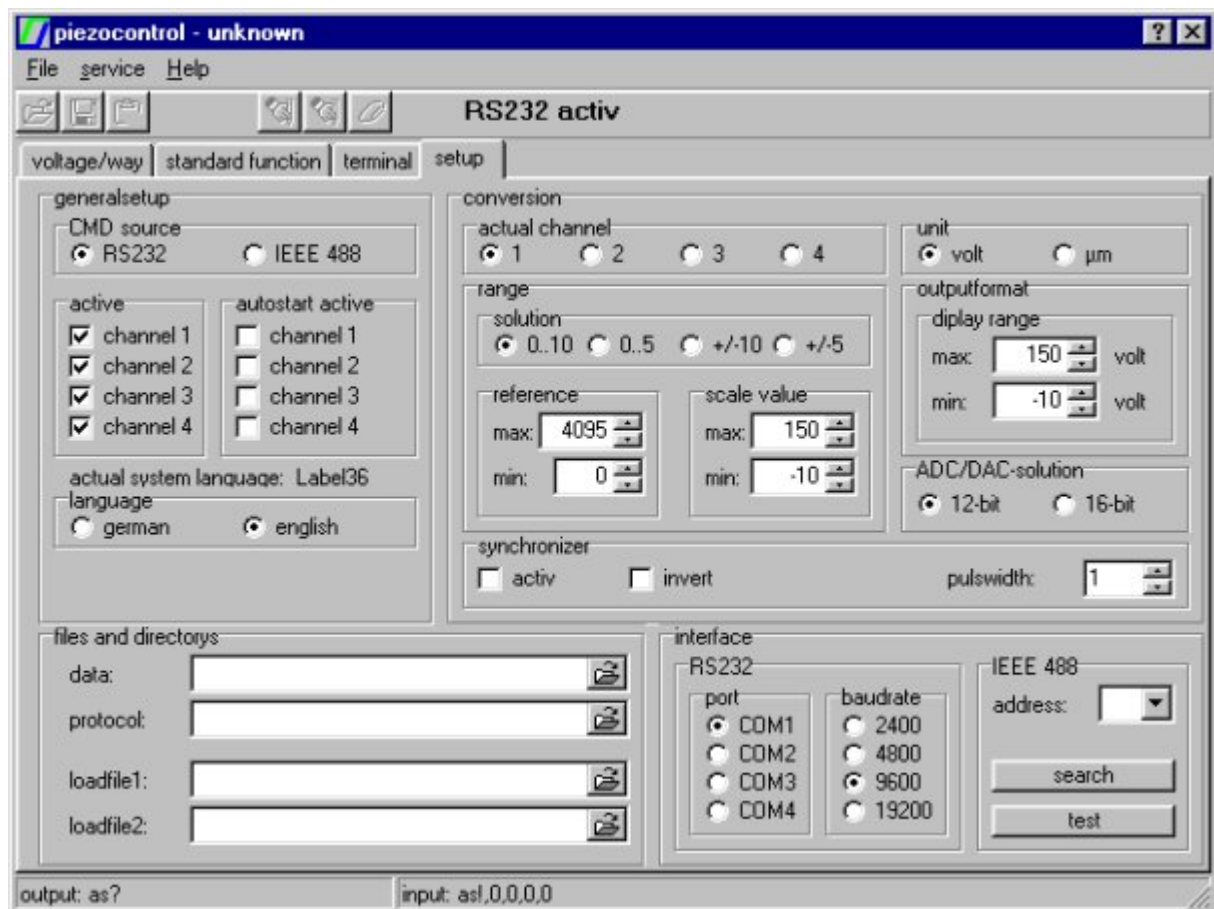 piezocontrol - unknown
File service Help
RS232 activ
voltage/way standard function terminal setup
generalsetup
CMD source
RS232 IEEE 488
active
channel 1
channel 2
channel 3
channel 4
autostart active
channel 1
channel 2
channel 3
channel 4
actual system language: Label36
language
german english
conversion
actual channel
1 2 3 4
unit
volt µm
range
solution
0..10 0..5 +/-10 +/-5
reference
max: 4095
min: 0
scale value
max: 150
min: -10
outputformat
diplay range
max: 150 volt
min: -10 volt
ADC/DAC-solution
12-bit 16-bit
synchronizer
activ invert pulswidth: 1
files and directorys
data:
protocol:
loadfile1:
loadfile2:
interface
RS232
port
COM1
COM2
COM3
COM4
baudrate
2400
4800
9600
19200
IEEE 488
address:
search
test
output: as? input: as!,0,0,0,0